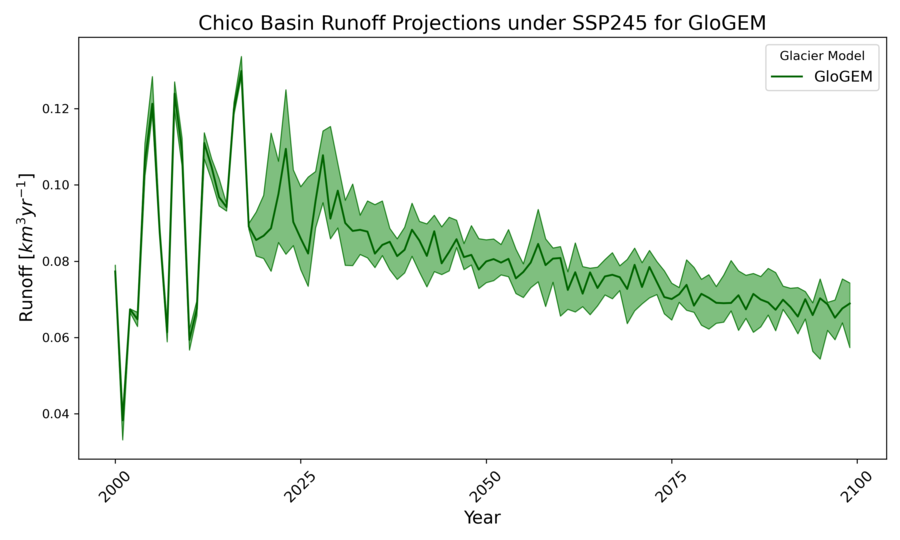 Chico Basin Runoff Projections under SSP245 for GloGEM
Glacier Model
GloGEM
0.12
0.10
0.08
0.06
0.04
Runoff [km³yr⁻¹]
2000
2025
2050
2075
2100
Year